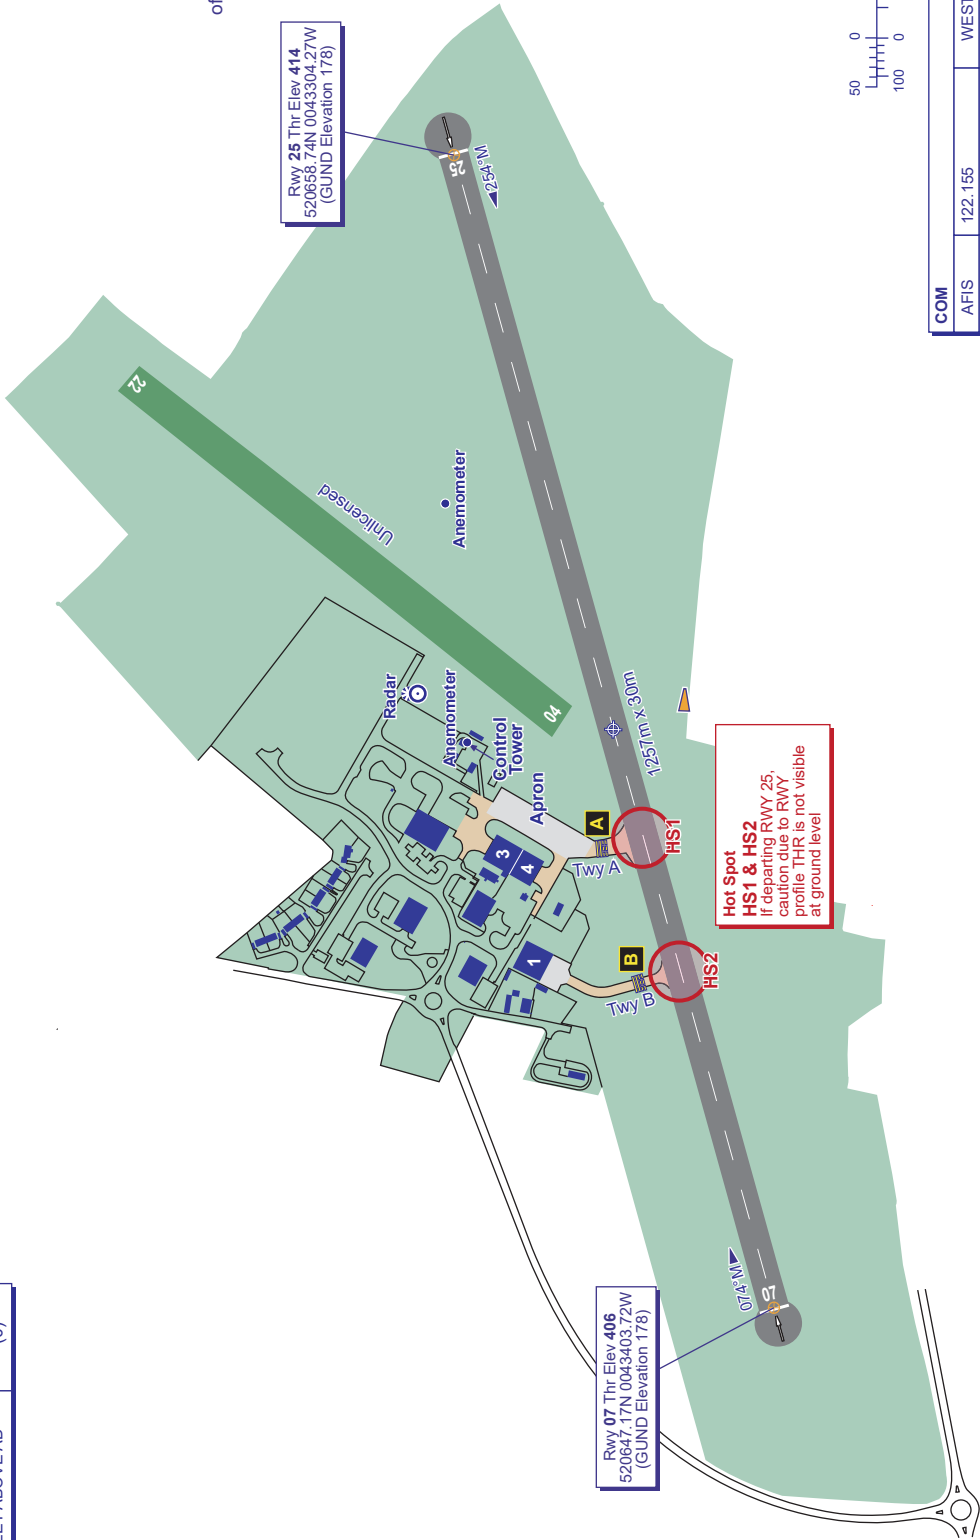 of
Rwy 25 Thr Elev 414
520658.74N 0043304.27W
(GUND Elevation 178)
25
254°M
22
Unlicensed
04
Anemometer
Radar
Anemometer
Control
Tower
Apron
3
4
1
A
Twy A
HS1
B
Twy B
HS2
1257m x 30m
Hot Spot
HS1 & HS2
If departing RWY 25,
caution due to RWY
profile THR is not visible
at ground level
074°M
07
Rwy 07 Thr Elev 406
520647.17N 0043403.72W
(GUND Elevation 178)
50 0
100 0
COM
AFIS 122.155 WEST
ABOVE AD